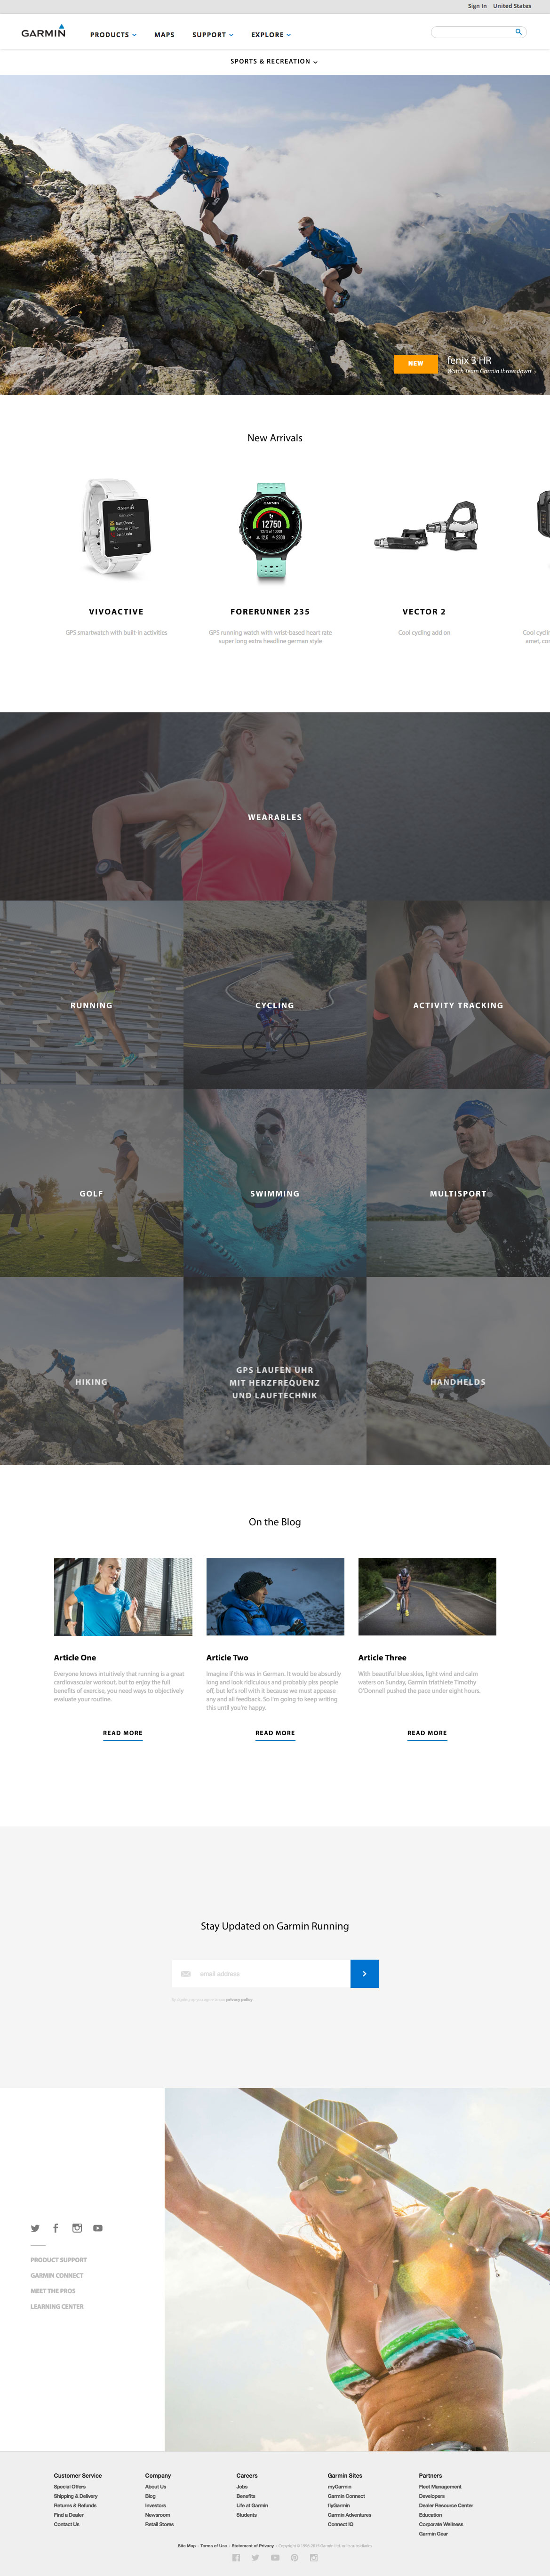 Sign In United States
GARMIN PRODUCTS MAPS SUPPORT EXPLORE
SPORTS & RECREATION
NEW
fenix 3 HR
Watch Team Garmin throw down
New Arrivals
GARMIN
12750
VIVOACTIVE
FORERUNNER 235
VECTOR 2
GPS smartwatch with built-in activities
GPS running watch with wrist-based heart rate
super long extra headline german style
Cool cycling add on
Cool cyclin
amet, con
WEARABLES
RUNNING
CYCLING
ACTIVITY TRACKING
GOLF
SWIMMING
MULTISPORT
HIKING
GPS LAUFEN UHR
MIT HERZFREQUENZ
UND LAUFTECHNIK
HANDHELDS
On the Blog
Article One
Everyone knows intuitively that running is a great
cardiovascular workout, but to enjoy the full
benefits of exercise, you need ways to objectively
evaluate your routine.
READ MORE
Article Two
Imagine if this was in German. It would be absurdly
long and look ridiculous and probably piss people
off, but let's roll with it because we must appease
any and all feedback. So I'm going to keep writing
this until you're happy.
READ MORE
Article Three
With beautiful blue skies, light wind and calm
waters on Sunday, Garmin triathlete Timothy
O'Donnell pushed the pace under eight hours.
READ MORE
Stay Updated on Garmin Running
email address
privacy policy
PRODUCT SUPPORT
GARMIN CONNECT
MEET THE PROS
LEARNING CENTER
Customer Service
Special Offers
Shipping & Delivery
Returns & Refunds
Find a Dealer
Contact Us
Company
About Us
Blog
Investors
Newsroom
Retail Stores
Careers
Jobs
Benefits
Life at Garmin
Students
Garmin Sites
myGarmin
Garmin Connect
flyGarmin
Garmin Adventures
Connect IQ
Partners
Fleet Management
Developers
Dealer Resource Center
Education
Corporate Wellness
Garmin Gear
Site Map - Terms of Use - Statement of Privacy